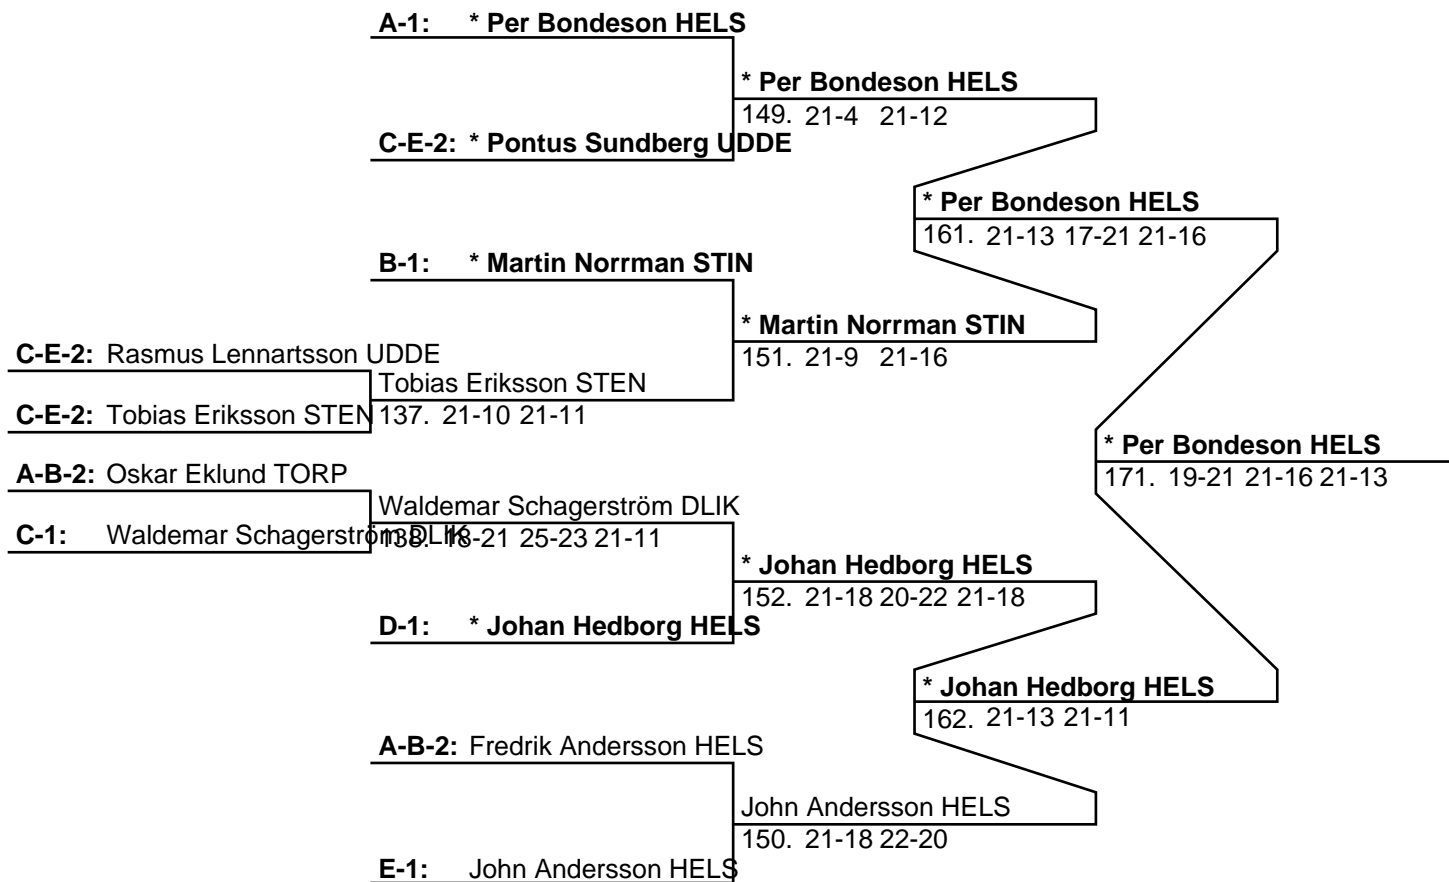 A-1: * Per Bondeson HELS
* Per Bondeson HELS
149. 21-4 21-12
C-E-2: * Pontus Sundberg UDDE
* Per Bondeson HELS
161. 21-13 17-21 21-16
B-1: * Martin Norrman STIN
* Martin Norrman STIN
151. 21-9 21-16
C-E-2: Rasmus Lennartsson UDDE
Tobias Eriksson STEN
137. 21-10 21-11
C-E-2: Tobias Eriksson STEN
* Per Bondeson HELS
171. 19-21 21-16 21-13
A-B-2: Oskar Eklund TORP
Waldemar Schagerström DLIK
138. 18-21 25-23 21-11
C-1: Waldemar Schagerström DLIK
* Johan Hedborg HELS
152. 21-18 20-22 21-18
D-1: * Johan Hedborg HELS
* Johan Hedborg HELS
162. 21-13 21-11
A-B-2: Fredrik Andersson HELS
John Andersson HELS
150. 21-18 22-20
E-1: John Andersson HELS